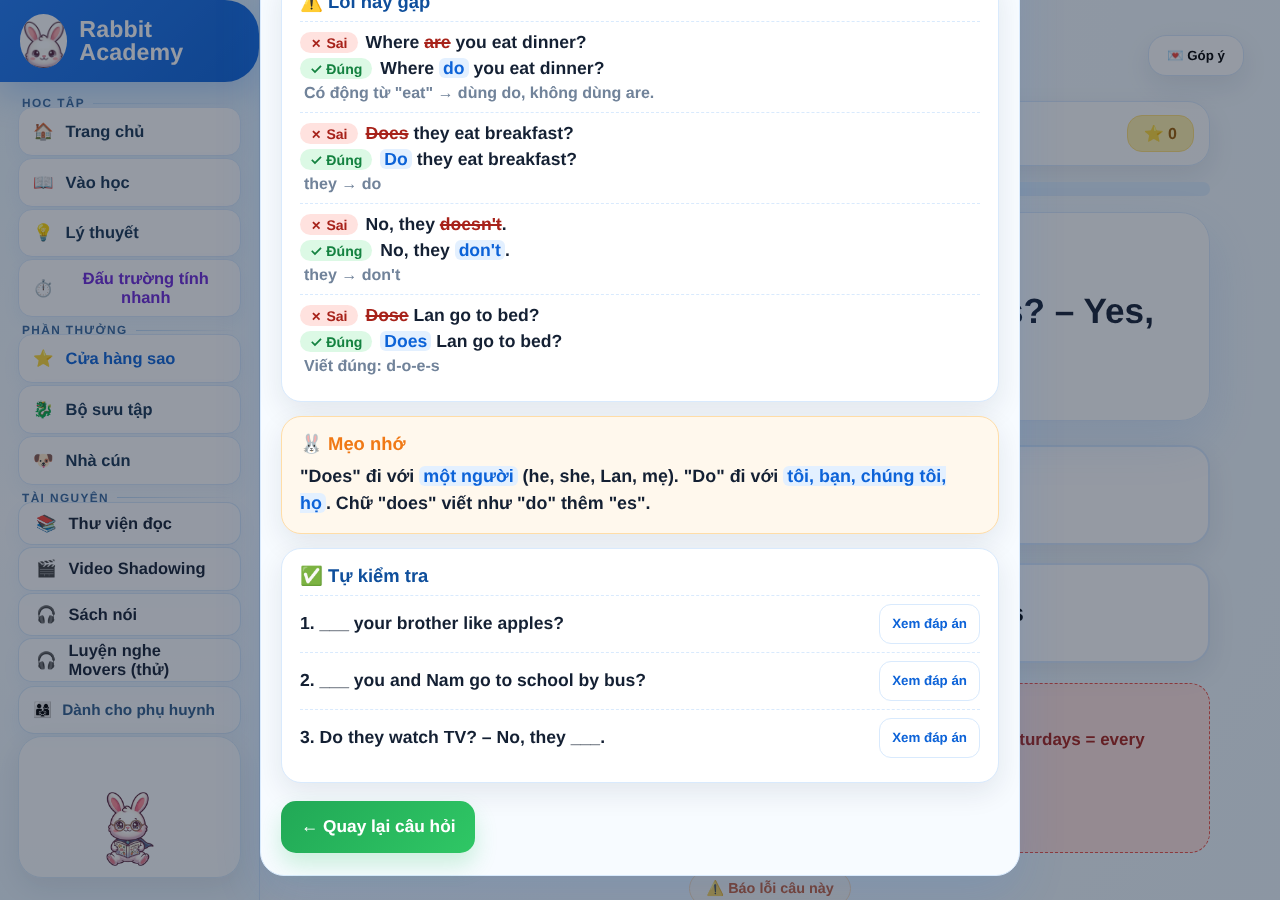 Rabbit
Academy
HỌC TẬP
🏠 Trang chủ
📖 Vào học
💡 Lý thuyết
⏱️ Đấu trường tính
nhanh
PHẦN THƯỞNG
⭐ Cửa hàng sao
🐉 Bộ sưu tập
🐶 Nhà cún
TÀI NGUYÊN
📚 Thư viện đọc
🎬 Video Shadowing
🎧 Sách nói
🎧 Luyện nghe
Movers (thử)
👨‍👩‍👧 Dành cho phụ huynh
⚠️ Lỗi hay gặp
✕ Sai Where are you eat dinner?
✓ Đúng Where do you eat dinner?
Có động từ "eat" → dùng do, không dùng are.
✕ Sai Does they eat breakfast?
✓ Đúng Do they eat breakfast?
they → do
✕ Sai No, they doesn't.
✓ Đúng No, they don't.
they → don't
✕ Sai Dose Lan go to bed?
✓ Đúng Does Lan go to bed?
Viết đúng: d-o-e-s
🐰 Mẹo nhớ
"Does" đi với một người (he, she, Lan, mẹ). "Do" đi với tôi, bạn, chúng tôi,
họ. Chữ "does" viết như "do" thêm "es".
✅ Tự kiểm tra
1. ___ your brother like apples? Xem đáp án
2. ___ you and Nam go to school by bus? Xem đáp án
3. Do they watch TV? – No, they ___. Xem đáp án
← Quay lại câu hỏi
💌 Góp ý
⭐ 0
? – Yes,
turdays = every
⚠️ Báo lỗi câu này